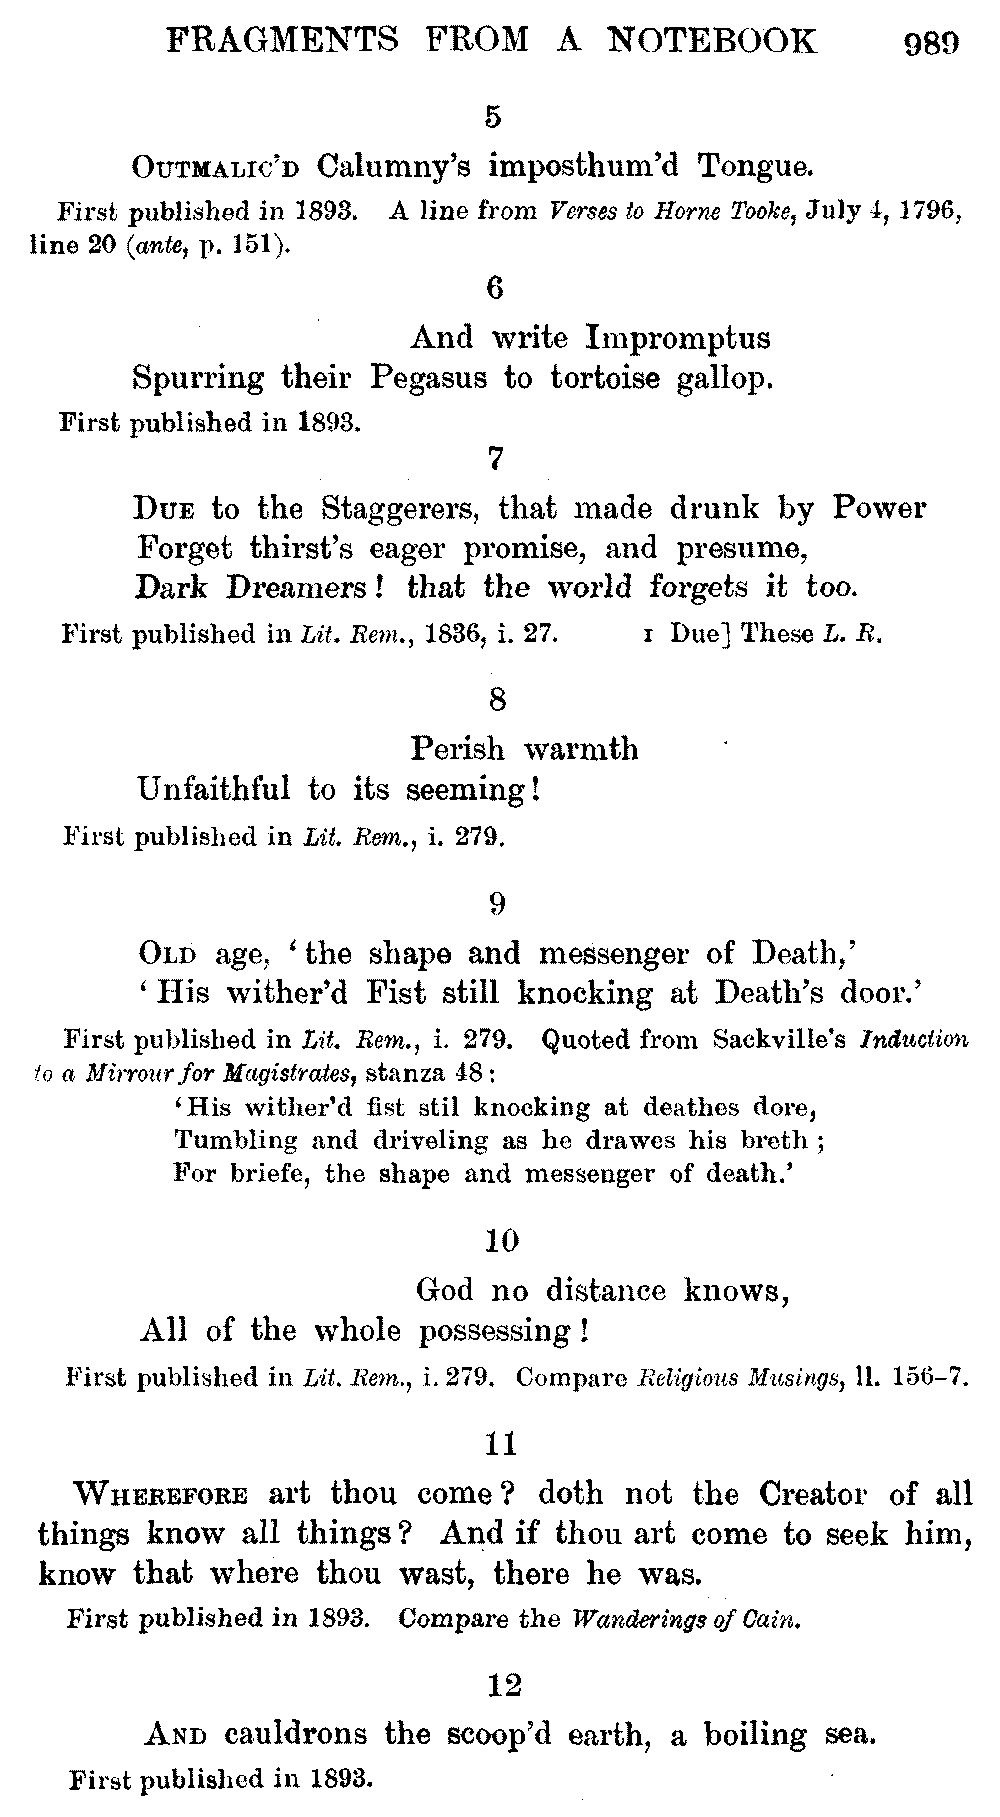 FRAGMENTS FROM A NOTEBOOK 989
5
OUTMALIC'D Calumny's imposthum'd Tongue.
First published in 1893. A line from Verses to Horne Tooke, July 4, 1796,
line 20 (ante, p. 151).
6
And write Impromptus
Spurring their Pegasus to tortoise gallop.
First published in 1893.
7
DUE to the Staggerers, that made drunk by Power
Forget thirst's eager promise, and presume,
Dark Dreamers! that the world forgets it too.
First published in Lit. Rem., 1836, i. 27. 1 Due] These L. R.
8
Perish warmth
Unfaithful to its seeming!
First published in Lit. Rem., i. 279.
9
OLD age, 'the shape and messenger of Death,'
'His wither'd Fist still knocking at Death's door.'
First published in Lit. Rem., i. 279. Quoted from Sackville's Induction
to a Mirrour for Magistrates, stanza 48:
'His wither'd fist stil knocking at deathes dore,
Tumbling and driveling as he drawes his breth;
For briefe, the shape and messenger of death.'
10
God no distance knows,
All of the whole possessing!
First published in Lit. Rem., i. 279. Compare Religious Musings, ll. 156-7.
11
WHEREFORE art thou come? doth not the Creator of all
things know all things? And if thou art come to seek him,
know that where thou wast, there he was.
First published in 1893. Compare the Wanderings of Cain.
12
AND cauldrons the scoop'd earth, a boiling sea.
First published in 1893.